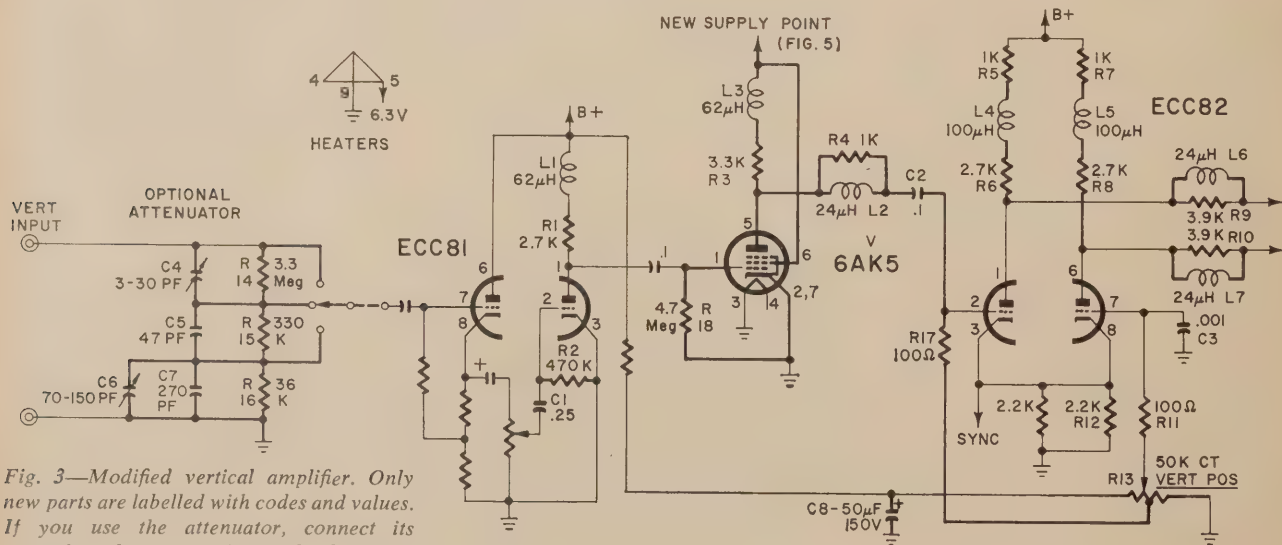 NEW SUPPLY POINT
(FIG. 5)
B+
1K
R5
1K
R7
ECC82
L4
100µH
L5
100µH
24µH L6
2.7K
R6
2.7K
R8
3.9K R9
3.9K R10
24µH L7
4
5
9
6.3V
HEATERS
B+
L1
62µH
R1
2.7K
L3
62µH
3.3K
R3
R4 1K
24µH L2
C2
.1
V
6AK5
5
1
6
3
4
2,7
.1
4.7
Meg
R
18
OPTIONAL
ATTENUATOR
VERT
INPUT
C4
3-30 PF
R
14
3.3
Meg
C5
47 PF
R
15
330
K
C6
70-150 PF
C7
270
PF
R
16
36
K
ECC81
6
7
8
1
2
3
+
R2
470K
C1
.25
1
2
3
6
7
8
.001
C3
R17
100Ω
2.2K
2.2K
R12
SYNC
100Ω
R11
50K CT
VERT POS
R13
C8-50µF
150V
+
Fig. 3—Modified vertical amplifier. Only
new parts are labelled with codes and values.
If you use the attenuator, connect its